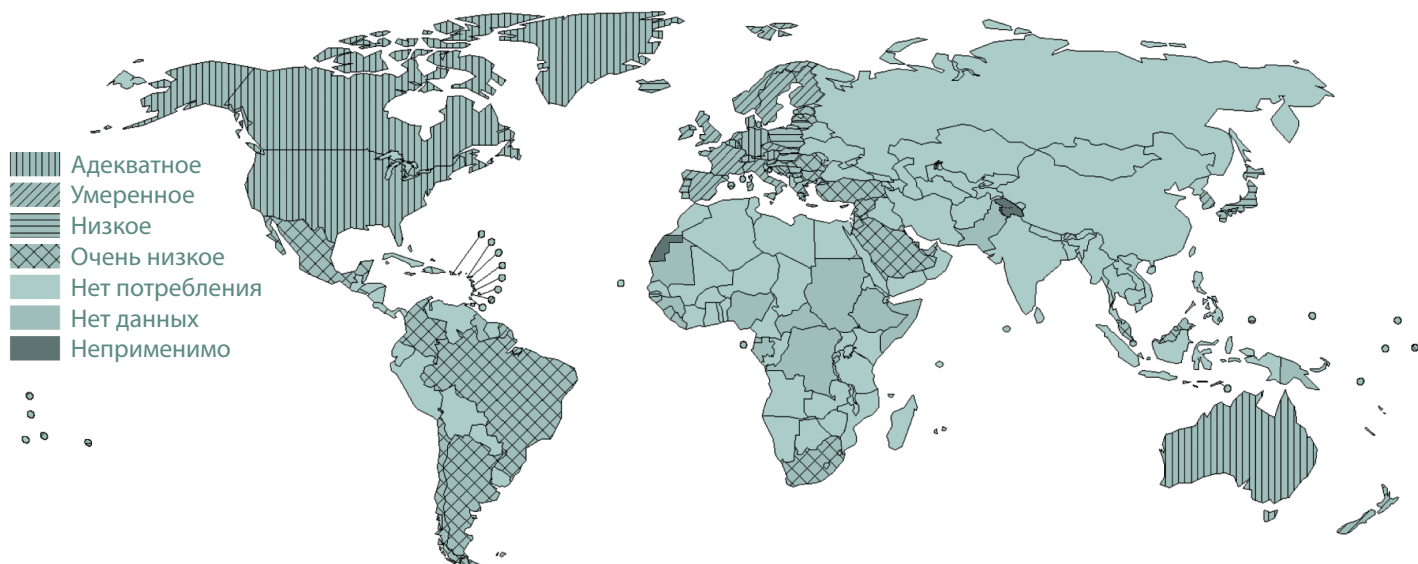 Адекватное
Умеренное
Низкое
Очень низкое
Нет потребления
Нет данных
Неприменимо